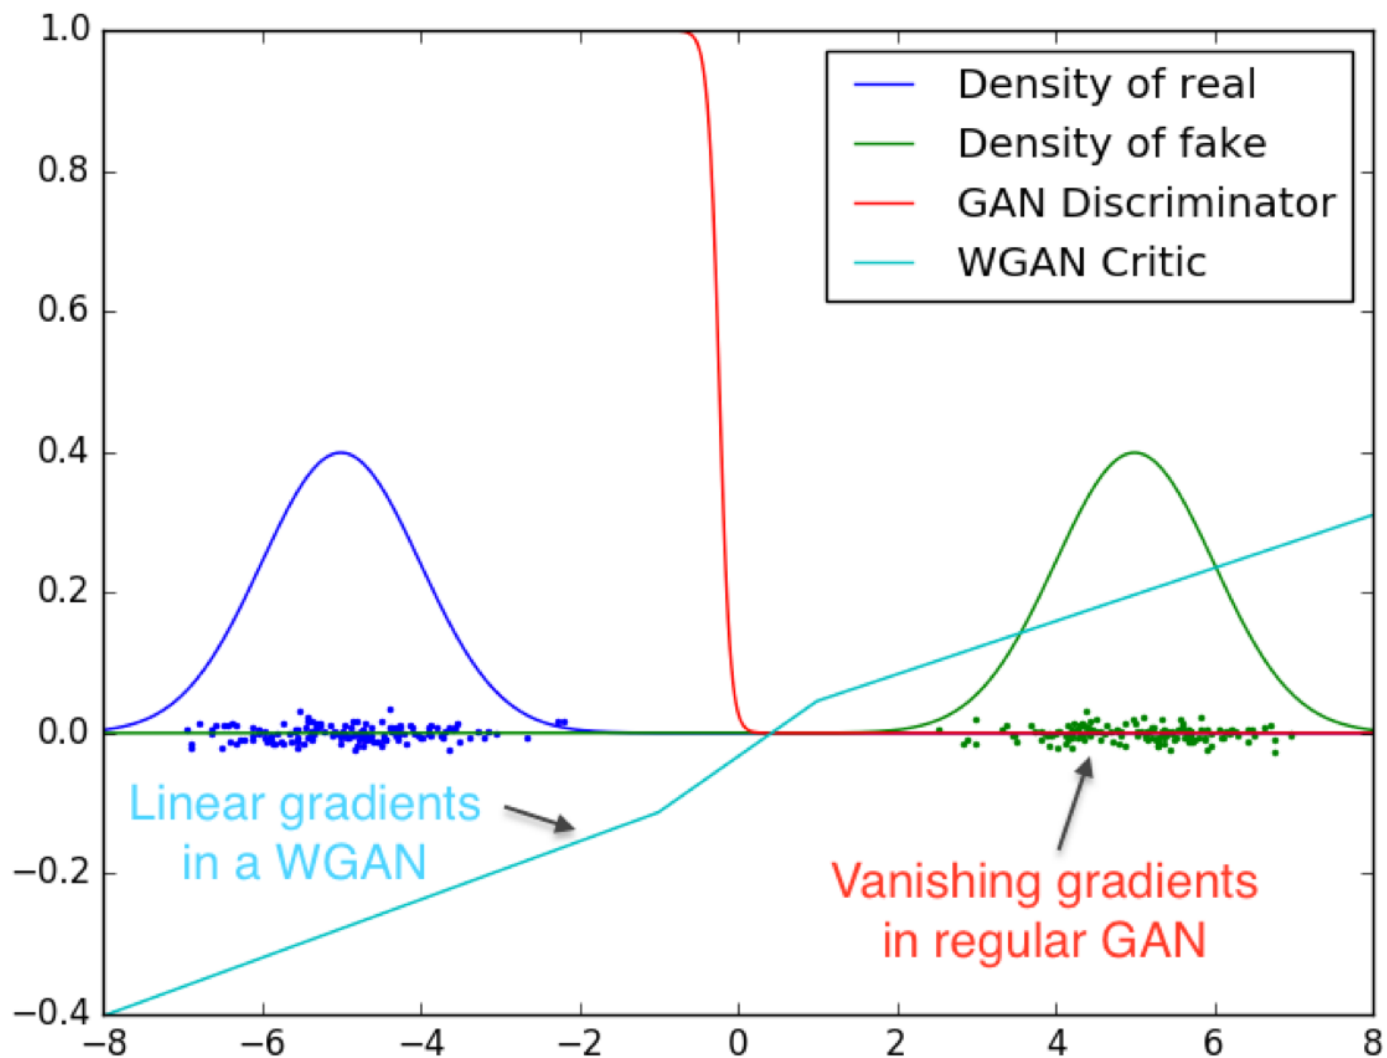 1.0
0.8
0.6
0.4
0.2
0.0
−0.2
−0.4
−8
−6
−4
−2
0
2
4
6
8
Density of real
Density of fake
GAN Discriminator
WGAN Critic
Linear gradients
in a WGAN
Vanishing gradients
in regular GAN